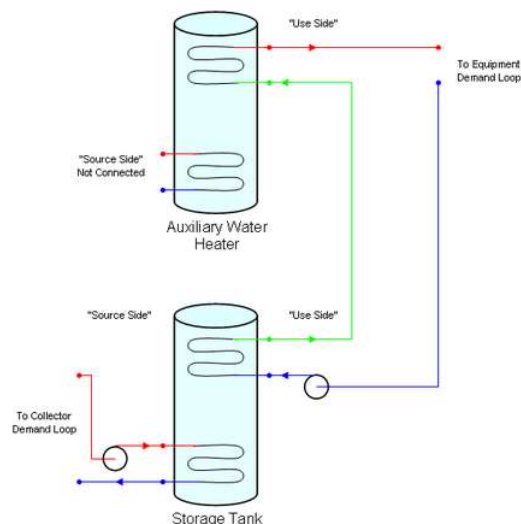 "Use Side"
To Equipment
Demand Loop
"Source Side"
Not Connected
Auxiliary Water
Heater
"Source Side"
"Use Side"
To Collector
Demand Loop
Storage Tank